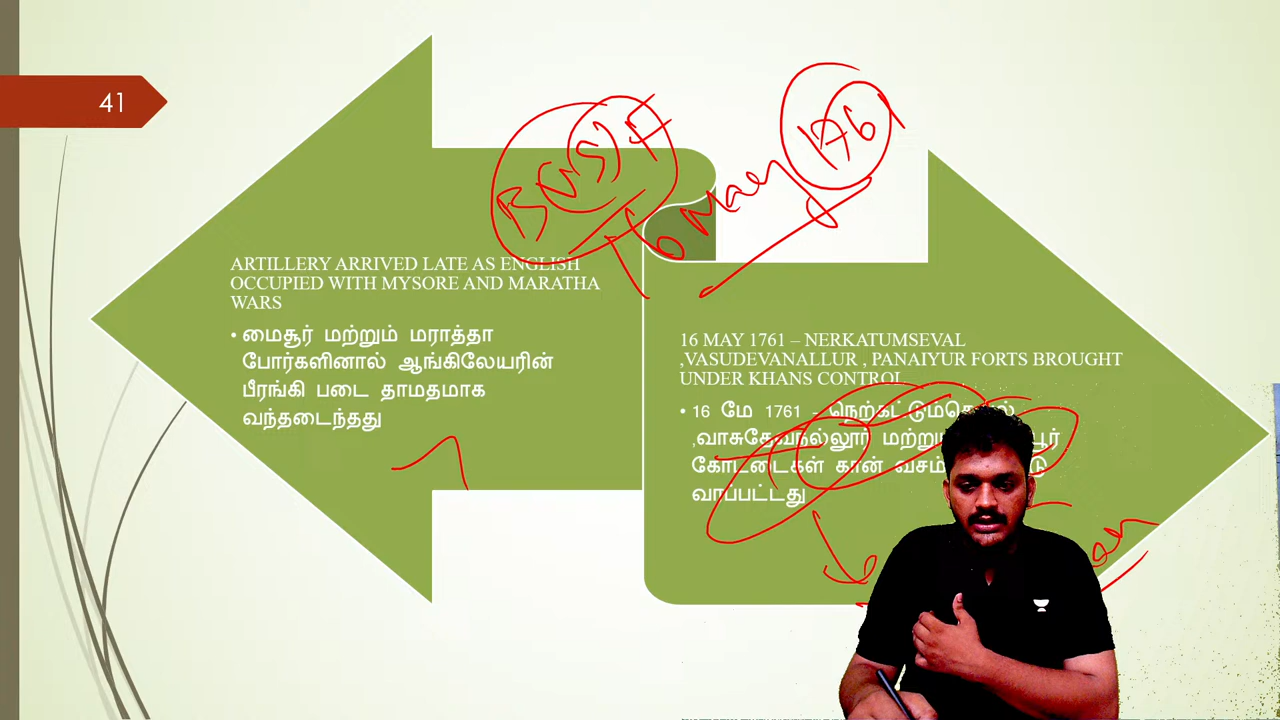 41
ARTILLERY ARRIVED LATE AS ENGLISH
OCCUPIED WITH MYSORE AND MARATHA
WARS
• மைசூர் மற்றும் மராத்தா
போர்களினால் ஆங்கிலேயரின்
பீரங்கி படை தாமதமாக
வந்தடைந்தது
16 May 1761
16 MAY 1761 – NERKATUMSEVAL
,VASUDEVANALLUR , PANAIYUR FORTS BROUGHT
UNDER KHANS CONTROL
• 16 மே 1761 -
,வாசுதேவநல்லூர்
கோட்டைகள் கான்